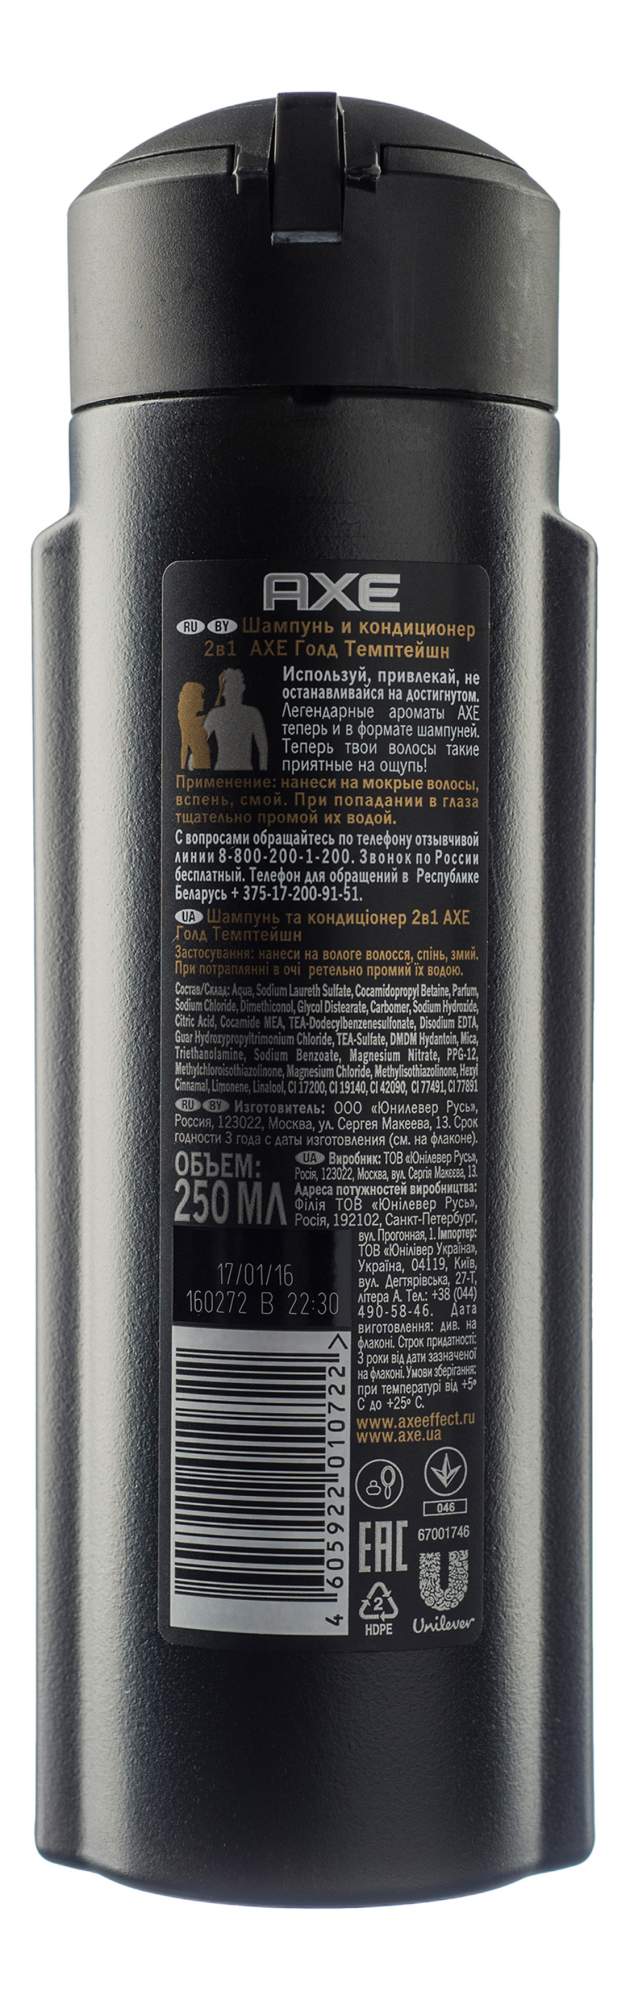 AXE
RU BY Шампунь и кондиционер
2в1 AXE Голд Темптейшн
Используй, привлекай, не
останавливайся на достигнутом.
Легендарные ароматы AXE
теперь и в формате шампуней.
Теперь твои волосы такие
приятные на ощупь!
Применение: нанеси на мокрые волосы,
вспень, смой. При попадании в глаза
тщательно промой их водой.
С вопросами обращайтесь по телефону отзывчивой
линии 8-800-200-1-200. Звонок по России
бесплатный. Телефон для обращений в Республике
Беларусь + 375-17-200-91-51.
UA Шампунь та кондиціонер 2в1 AXE
Голд Темптейшн
Застосування: нанеси на вологе волосся, спінь, змий.
При потраплянні в очі ретельно промий їх водою.
Состав/Склад: Aqua, Sodium Laureth Sulfate, Cocamidopropyl Betaine, Parfum,
Sodium Chloride, Dimethiconol, Glycol Distearate, Carbomer, Sodium Hydroxide,
Citric Acid, Cocamide MEA, TEA-Dodecylbenzenesulfonate, Disodium EDTA,
Guar Hydroxypropyltrimonium Chloride, TEA-Sulfate, DMDM Hydantoin, Mica,
Triethanolamine, Sodium Benzoate, Magnesium Nitrate, PPG-12,
Methylchloroisothiazolinone, Magnesium Chloride, Methylisothiazolinone, Hexyl
Cinnamal, Limonene, Linalool, CI 17200, CI 19140, CI 42090, CI 77491, CI 77891
RU BY Изготовитель: ООО «Юнилевер Русь»,
Россия, 123022, Москва, ул. Сергея Макеева, 13. Срок
годности 3 года с даты изготовления (см. на флаконе).
ОБЪЕМ:
250 МЛ
UA Виробник: ТОВ «Юнілевер Русь»,
Росія, 123022, Москва, вул. Сергія Макєєва, 13.
Адреса потужностей виробництва:
Філія ТОВ «Юнілевер Русь»,
Росія, 192102, Санкт-Петербург,
вул. Прогонная, 1. Імпортер:
ТОВ «Юнілівер Україна»,
Україна, 04119, Київ,
вул. Дегтярівська, 27-Т,
літера А. Тел.: +38 (044)
490-58-46. Дата
виготовлення: див. на
флаконі. Строк придатності:
3 роки від дати зазначеної
на флаконі. Умови зберігання:
при температурі від +5°
С до +25° С.
www.axeeffect.ru
www.axe.ua
17/01/16
160272 B 22:30
4 605922 010722 >
046
67001746
EAC
2
HDPE
Unilever